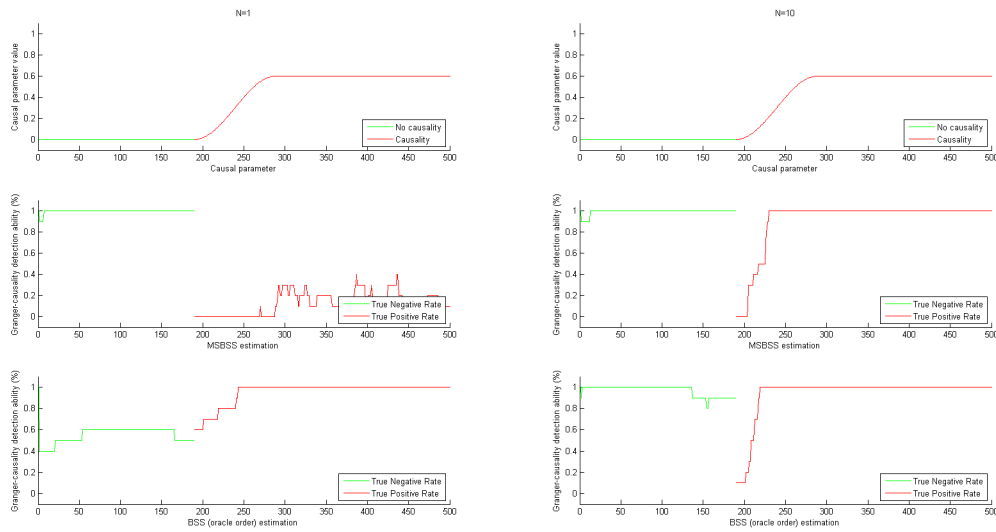 N=1
Causal parameter value
1
0.8
0.6
0.4
0.2
0
No causality
Causality
0 50 100 150 200 250 300 350 400 450 500
Causal parameter
Granger-causality detection ability (%)
1
0.8
0.6
0.4
0.2
0
True Negative Rate
True Positive Rate
0 50 100 150 200 250 300 350 400 450 500
MSBSS estimation
Granger-causality detection ability (%)
1
0.8
0.6
0.4
0.2
0
True Negative Rate
True Positive Rate
0 50 100 150 200 250 300 350 400 450 500
BSS (oracle order) estimation
N=10
Causal parameter value
1
0.8
0.6
0.4
0.2
0
No causality
Causality
0 50 100 150 200 250 300 350 400 450 500
Causal parameter
Granger-causality detection ability (%)
1
0.8
0.6
0.4
0.2
0
True Negative Rate
True Positive Rate
0 50 100 150 200 250 300 350 400 450 500
MSBSS estimation
Granger-causality detection ability (%)
1
0.8
0.6
0.4
0.2
0
True Negative Rate
True Positive Rate
0 50 100 150 200 250 300 350 400 450 500
BSS (oracle order) estimation